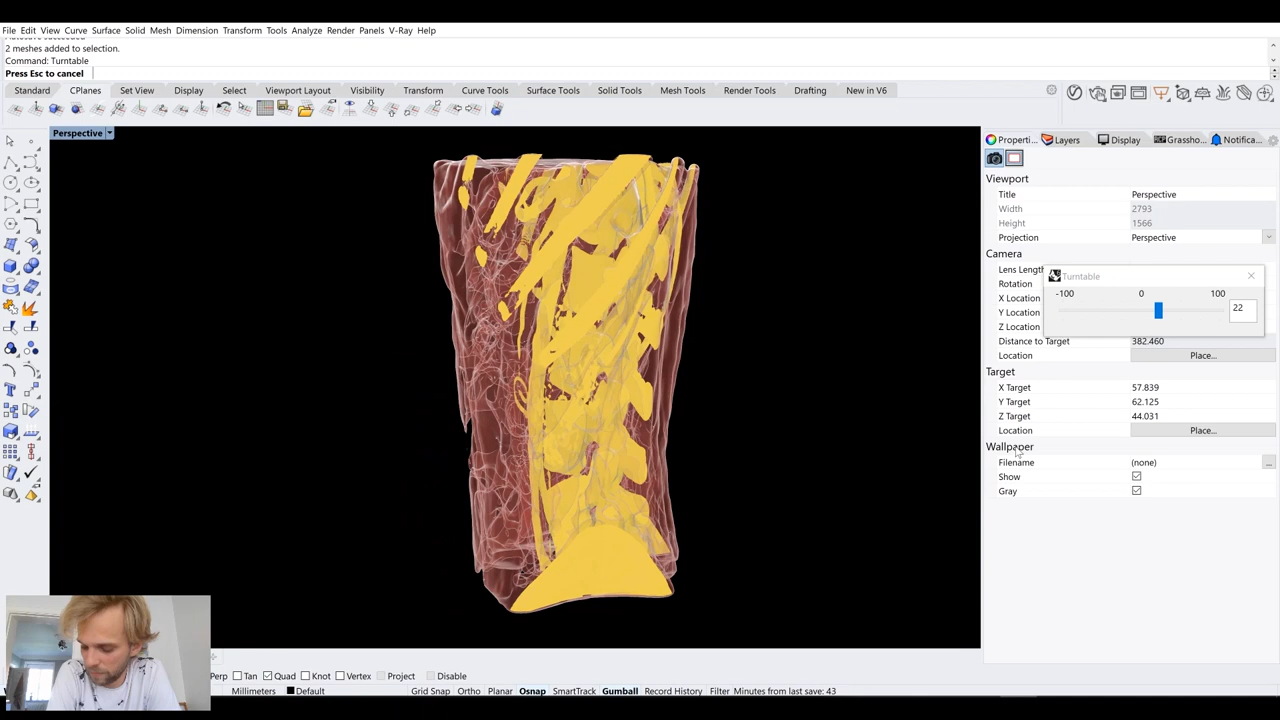 File Edit View Curve Surface Solid Mesh Dimension Transform Tools Analyze Render Panels V-Ray Help
2 meshes added to selection.
Command: Turntable
Press Esc to cancel
Standard CPlanes Set View Display Select Viewport Layout Visibility Transform Curve Tools Surface Tools Solid Tools Mesh Tools Render Tools Drafting New in V6
Perspective
Properti... Layers Display Grassho... Notifica...
Viewport
Title Perspective
Width 2793
Height 1566
Projection Perspective
Camera
Lens Length
Rotation
X Location
Y Location
Z Location
Turntable
-100 0 100
22
Distance to Target 382.460
Location Place...
Target
X Target 57.839
Y Target 62.125
Z Target 44.031
Location Place...
Wallpaper
Filename (none) ...
Show
Gray
Perp Tan Quad Knot Vertex Project Disable
Millimeters Default Grid Snap Ortho Planar Osnap SmartTrack Gumball Record History Filter Minutes from last save: 43